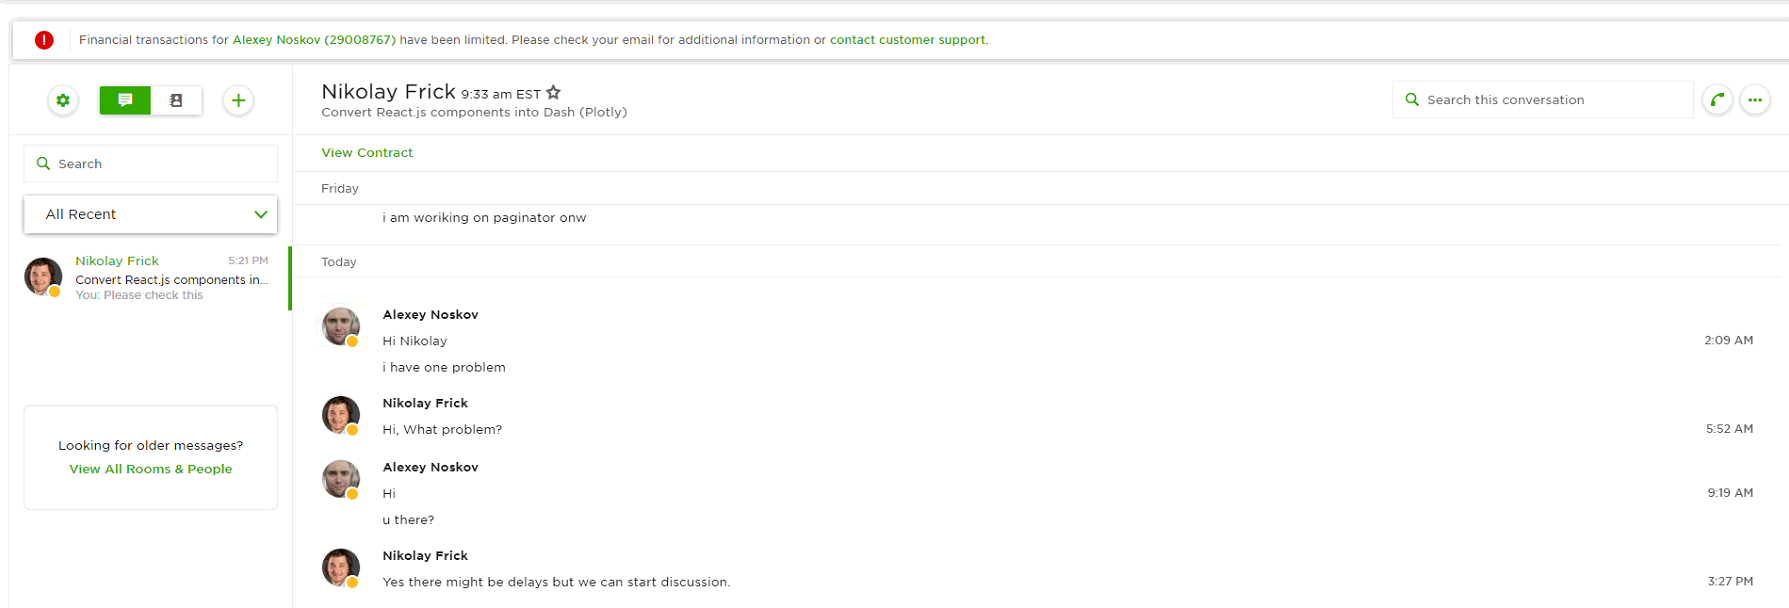 Financial transactions for Alexey Noskov (29008767) have been limited. Please check your email for additional information or contact customer support.
Nikolay Frick 9:33 am EST
Convert React.js components into Dash (Plotly)
Search this conversation
View Contract
Search
All Recent
Nikolay Frick 5:21 PM
Convert React.js components in...
You: Please check this
Looking for older messages?
View All Rooms & People
Friday
i am woriking on paginator onw
Today
Alexey Noskov
Hi Nikolay 2:09 AM
i have one problem
Nikolay Frick
Hi, What problem? 5:52 AM
Alexey Noskov
Hi 9:19 AM
u there?
Nikolay Frick
Yes there might be delays but we can start discussion. 3:27 PM